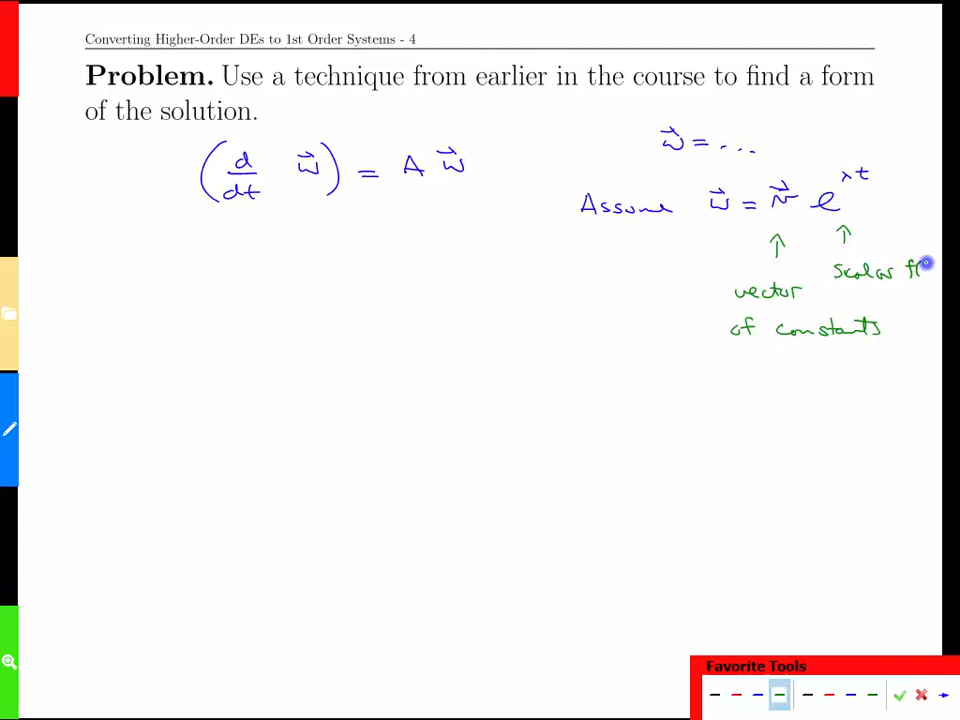 Converting Higher-Order DEs to 1st Order Systems - 4
Problem. Use a technique from earlier in the course to find a form
of the solution.
(d/dt w⃗) = A w⃗
w⃗ = ...
Assume w⃗ = v⃗ e^λt
↑ ↑
scalar f
vector
of constants
Favorite Tools